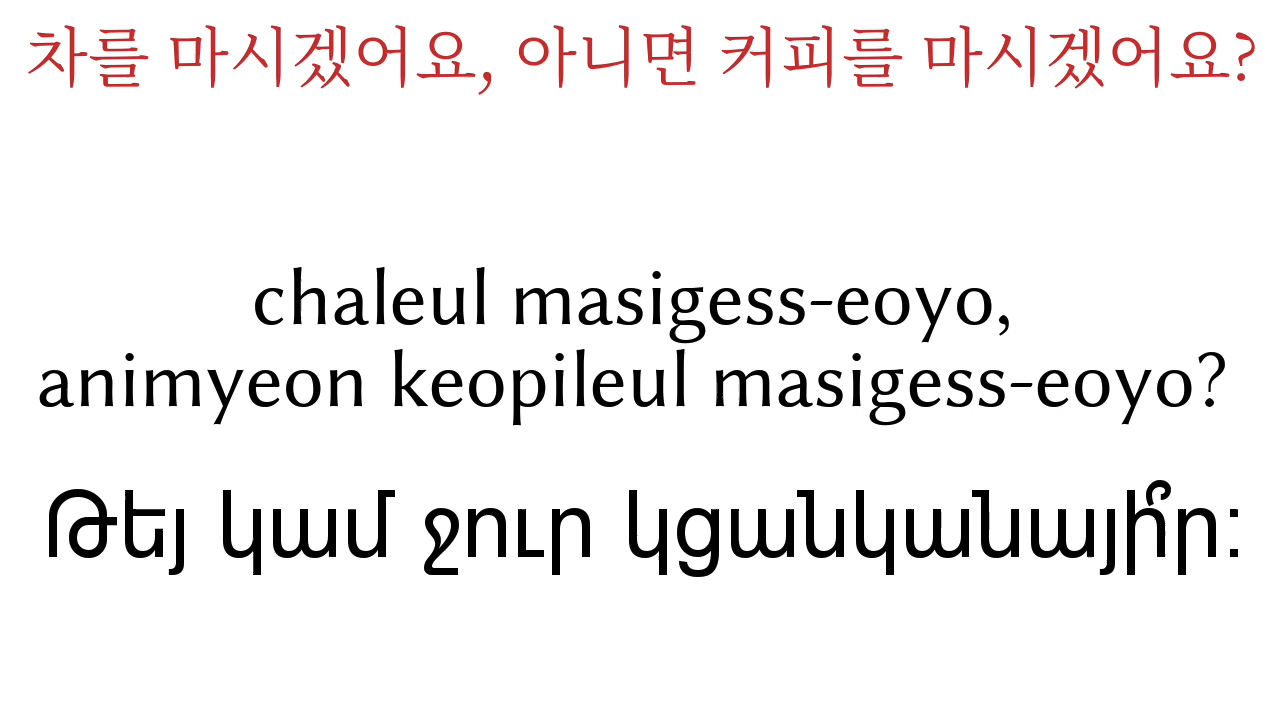 차를 마시겠어요, 아니면 커피를 마시겠어요?
chaleul masigess-eoyo,
animyeon keopileul masigess-eoyo?
Թեյ կամ ջուր կցանկանայի՞ր։